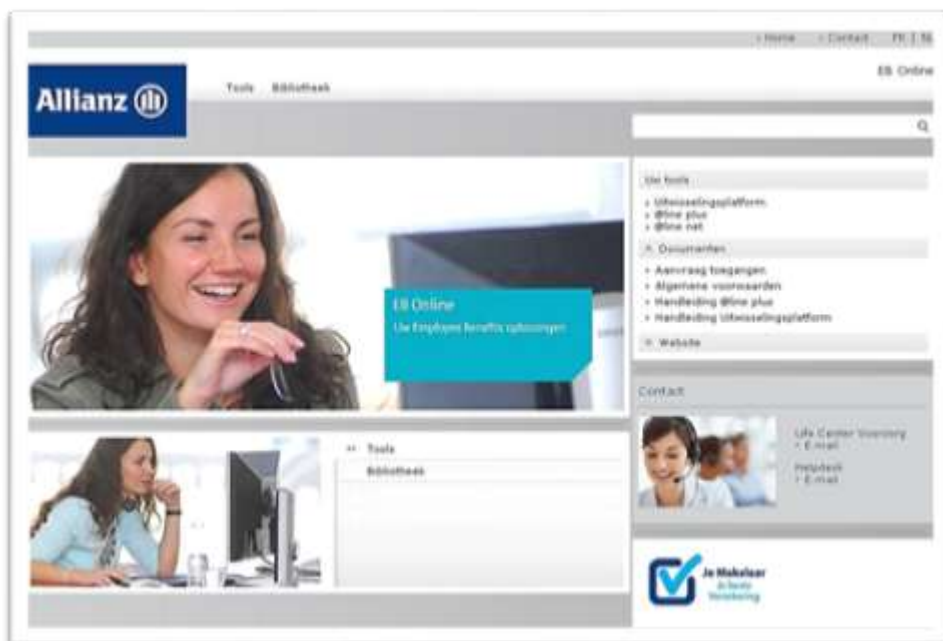 Home Contact FR | NL
EB Online
Allianz
Tools Bibliotheek
Uw tools
Uitwisselingsplatform
@line plus
@line net
Documenten
Aanvraag toegangen
Algemene voorwaarden
Handleiding @line plus
Handleiding Uitwisselingsplatform
Website
EB Online
Uw Employee Benefits oplossingen
Contact
Life Center Voorzorg
E-mail
Helpdesk
E-mail
Tools
Bibliotheek
Je Makelaar
Je Beste
Verzekering